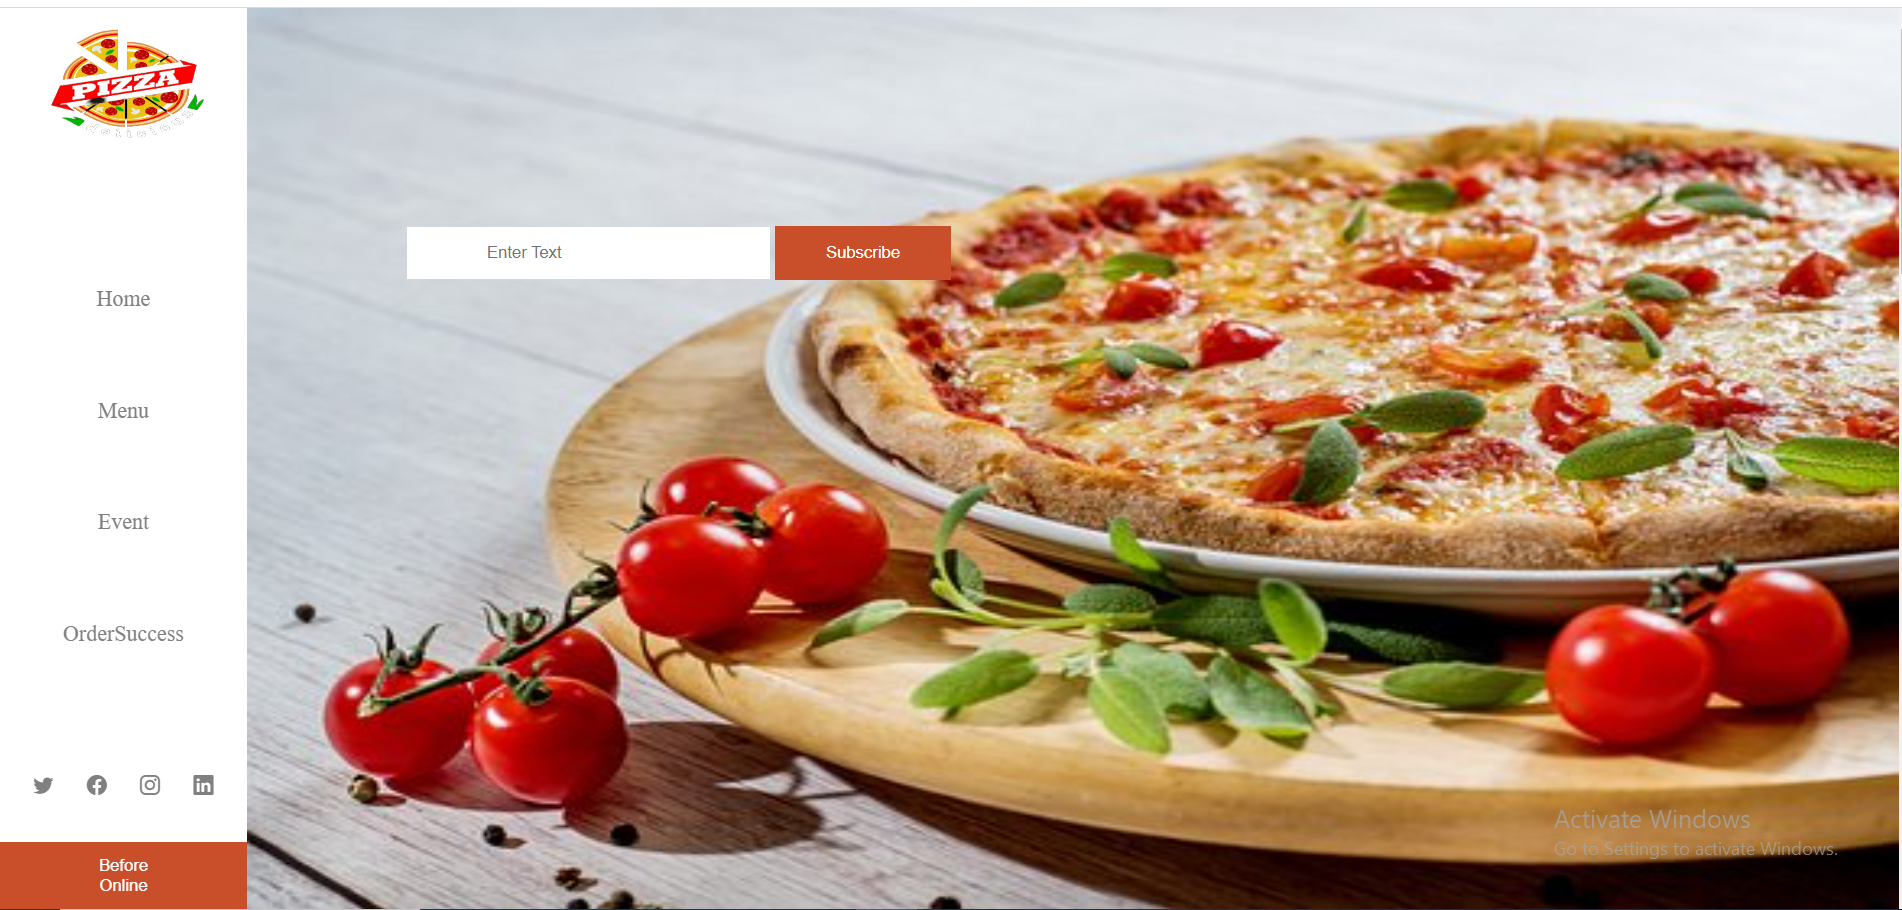 PIZZA
delicious
Home
Menu
Event
OrderSuccess
Before
Online
Enter Text
Subscribe
Activate Windows
Go to Settings to activate Windows.